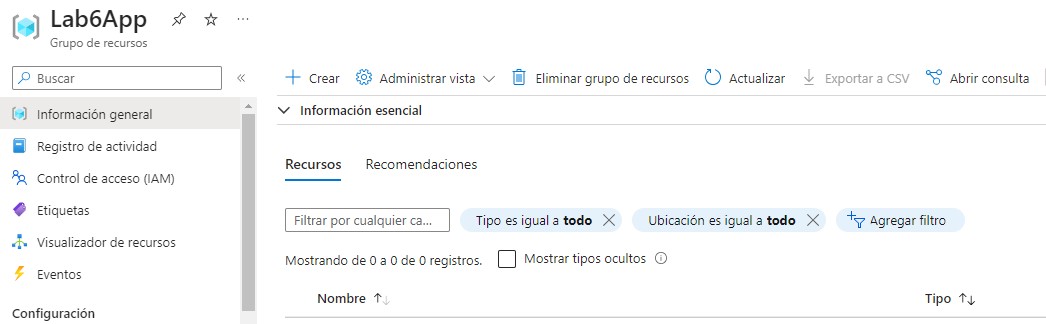 Lab6App
Grupo de recursos
Buscar
Información general
Registro de actividad
Control de acceso (IAM)
Etiquetas
Visualizador de recursos
Eventos
Configuración
Crear Administrar vista Eliminar grupo de recursos Actualizar Exportar a CSV Abrir consulta
Información esencial
Recursos Recomendaciones
Filtrar por cualquier ca... Tipo es igual a todo Ubicación es igual a todo Agregar filtro
Mostrando de 0 a 0 de 0 registros. Mostrar tipos ocultos
Nombre Tipo